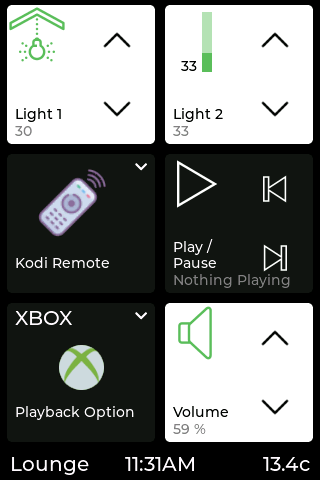 Light 1
30
33
Light 2
33
Kodi Remote
Play /
Pause
Nothing Playing
XBOX
Playback Option
Volume
59 %
Lounge 11:31AM 13.4c